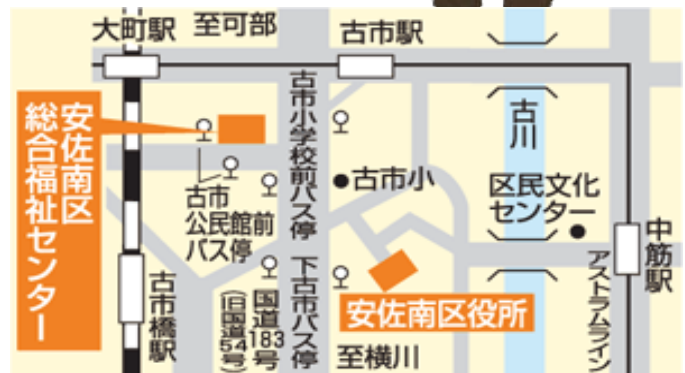 大町駅
至可部
古市駅
安佐南区
総合福祉センター
古市小学校前バス停
古川
古市
公民館前
バス停
●古市小
区民文化
センター
中筋駅
アストラムライン
古市橋駅
国道183号
(旧国道54号)
下古市バス停
安佐南区役所
至横川